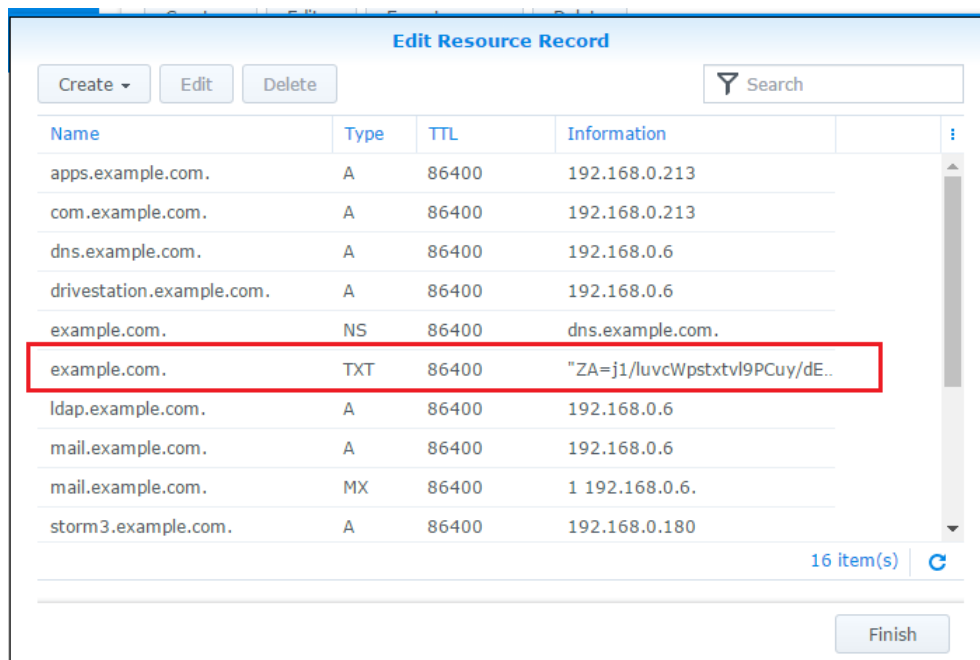 Edit Resource Record
Create Edit Delete Search
Name Type TTL Information
apps.example.com. A 86400 192.168.0.213
com.example.com. A 86400 192.168.0.213
dns.example.com. A 86400 192.168.0.6
drivestation.example.com. A 86400 192.168.0.6
example.com. NS 86400 dns.example.com.
example.com. TXT 86400 "ZA=j1/luvcWpstxtvl9PCuy/dE..
ldap.example.com. A 86400 192.168.0.6
mail.example.com. A 86400 192.168.0.6
mail.example.com. MX 86400 1 192.168.0.6.
storm3.example.com. A 86400 192.168.0.180
16 item(s)
Finish